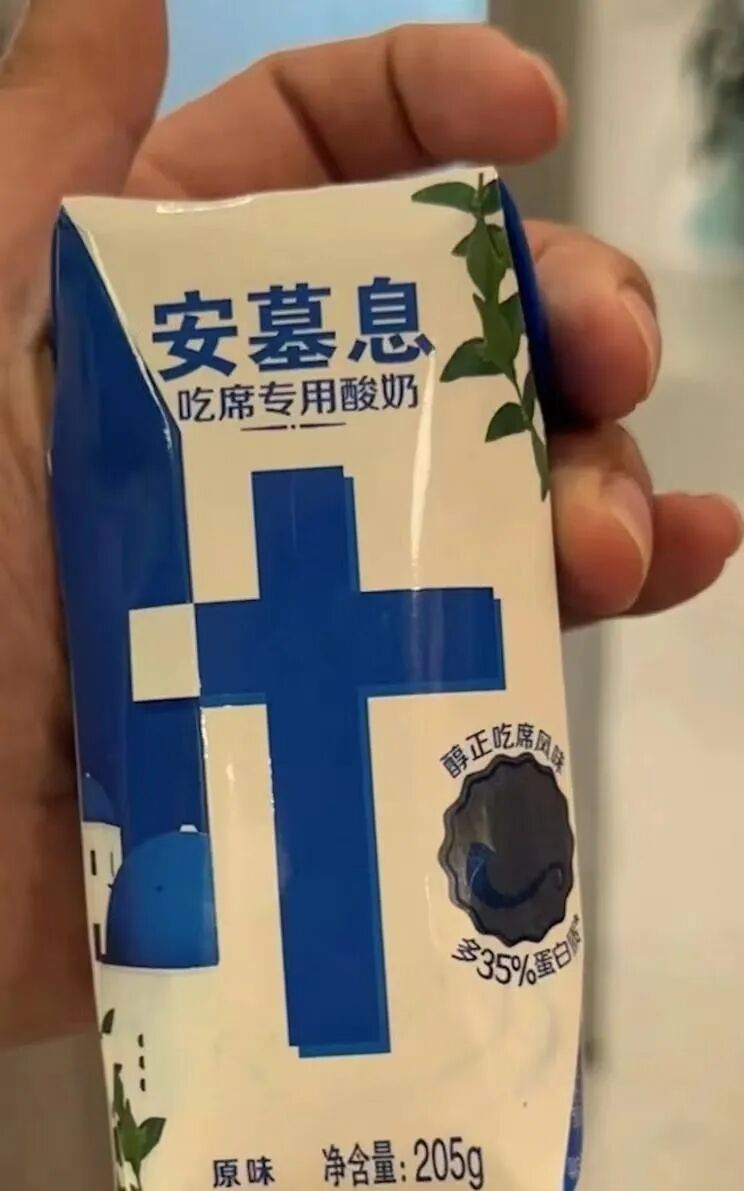 安墓息
吃席专用酸奶
醇正吃席风味
多35%蛋白
原味
净含量:205g